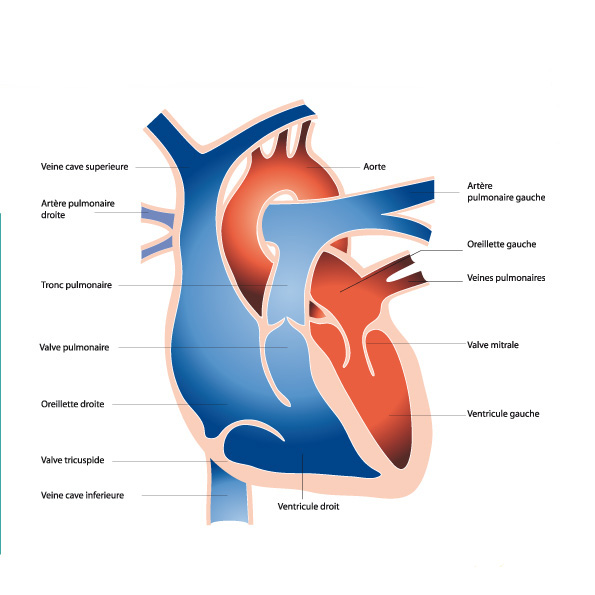 Veine cave superieure
Aorte
Artère
pulmonaire gauche
Artère pulmonaire
droite
Oreillette gauche
Veines pulmonaires
Tronc pulmonaire
Valve pulmonaire
Valve mitrale
Oreillette droite
Ventricule gauche
Valve tricuspide
Veine cave inferieure
Ventricule droit